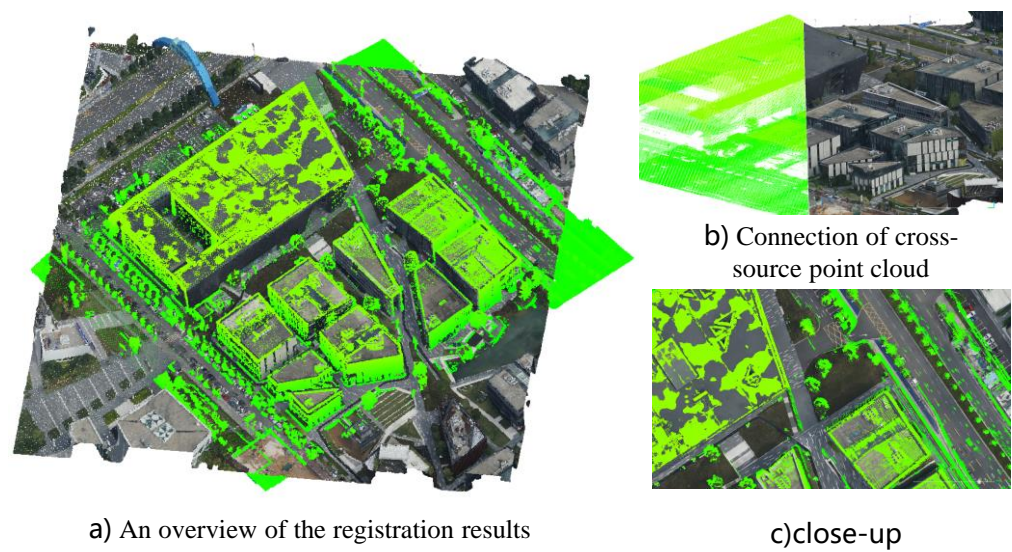 b) Connection of cross-
source point cloud
a) An overview of the registration results
c)close-up